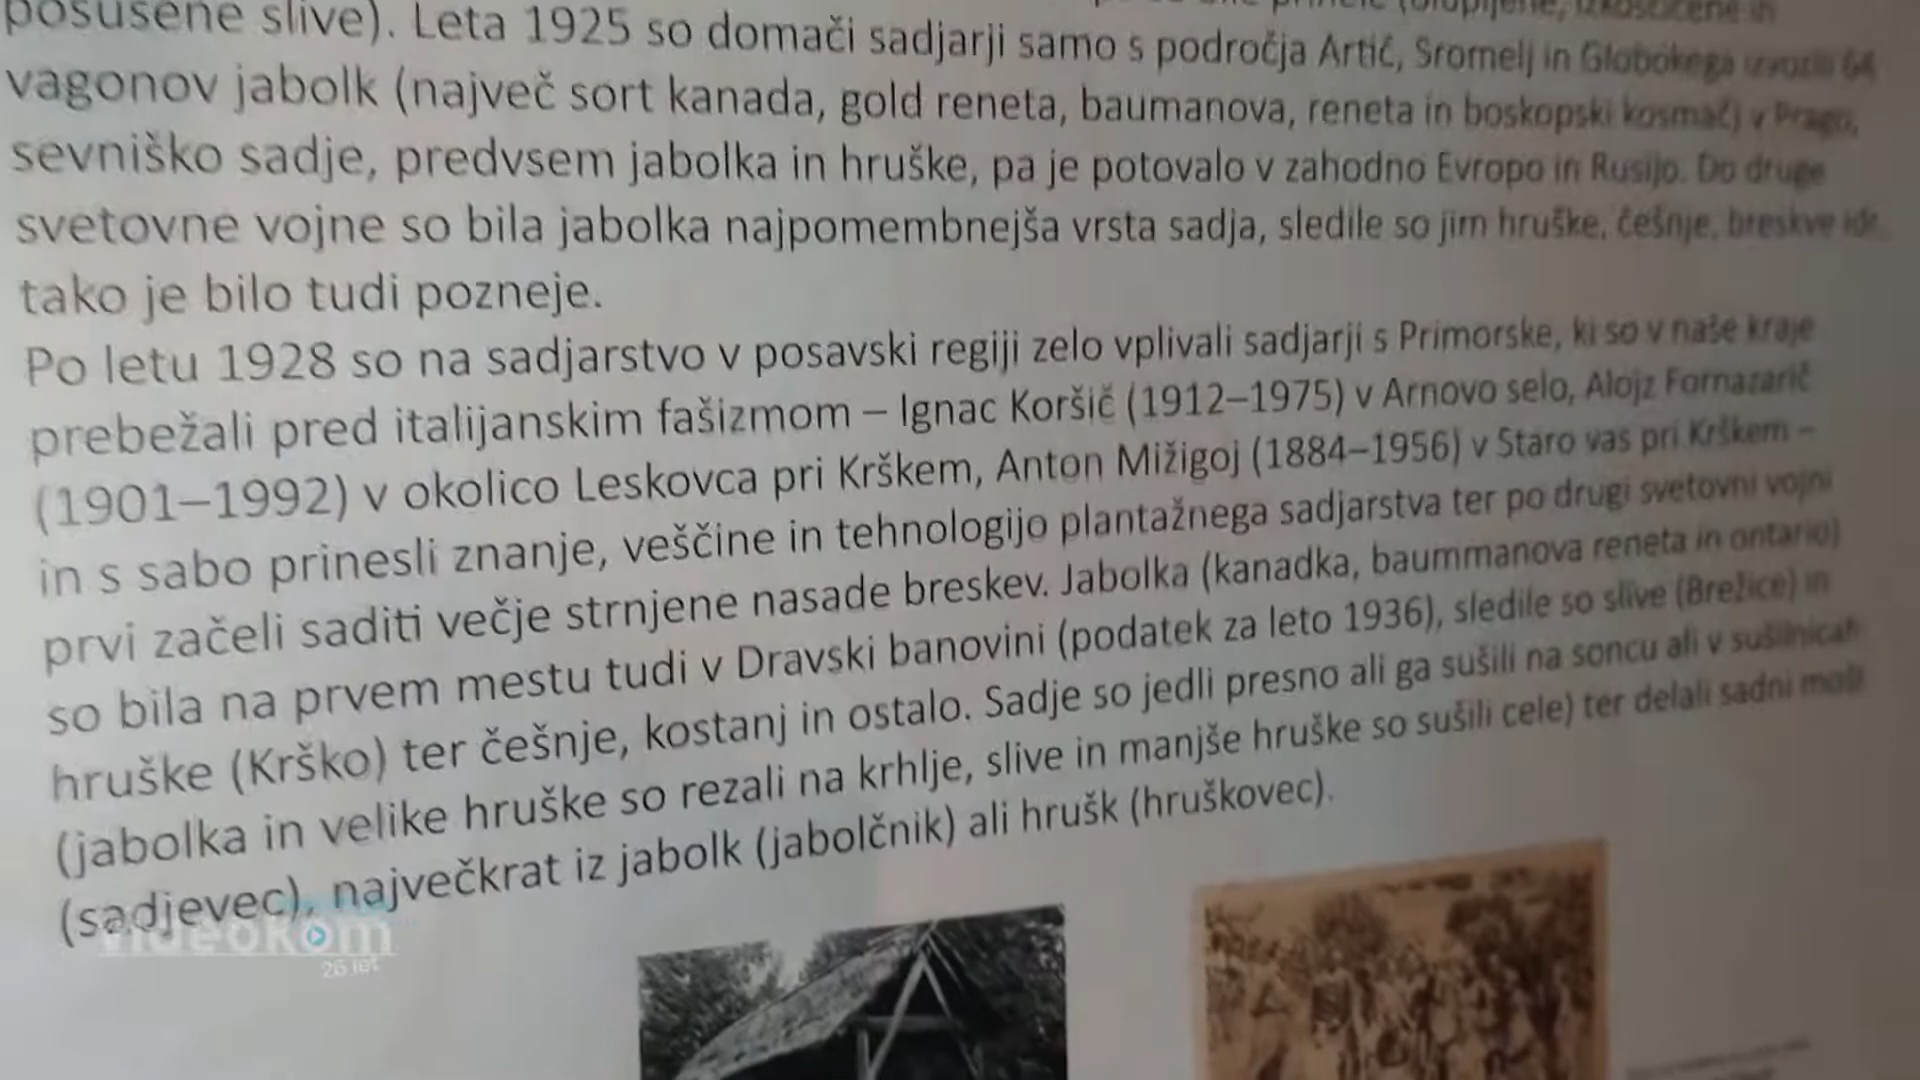 posušene slive). Leta 1925 so domači sadjarji samo s področja Artič, Sromelj in Globokega izvozili 64
vagonov jabolk (največ sort kanada, gold reneta, baumanova, reneta in boskopski kosmač) v Prago,
sevniško sadje, predvsem jabolka in hruške, pa je potovalo v zahodno Evropo in Rusijo. Do druge
svetovne vojne so bila jabolka najpomembnejša vrsta sadja, sledile so jim hruške, češnje, breskve idr.
tako je bilo tudi pozneje.
Po letu 1928 so na sadjarstvo v posavski regiji zelo vplivali sadjarji s Primorske, ki so v naše kraje
prebežali pred italijanskim fašizmom – Ignac Koršič (1912–1975) v Arnovo selo, Alojz Fornazarič
(1901–1992) v okolico Leskovca pri Krškem, Anton Mižigoj (1884–1956) v Staro vas pri Krškem –
in s sabo prinesli znanje, veščine in tehnologijo plantažnega sadjarstva ter po drugi svetovni vojni
prvi začeli saditi večje strnjene nasade breskev. Jabolka (kanadka, baummanova reneta in ontario)
so bila na prvem mestu tudi v Dravski banovini (podatek za leto 1936), sledile so slive (Brežice) in
hruške (Krško) ter češnje, kostanj in ostalo. Sadje so jedli presno ali ga sušili na soncu ali v sušilnicah
(jabolka in velike hruške so rezali na krhlje, slive in manjše hruške so sušili cele) ter delali sadni mošt
(sadjevec), največkrat iz jabolk (jabolčnik) ali hrušk (hruškovec).
videokom
26 let